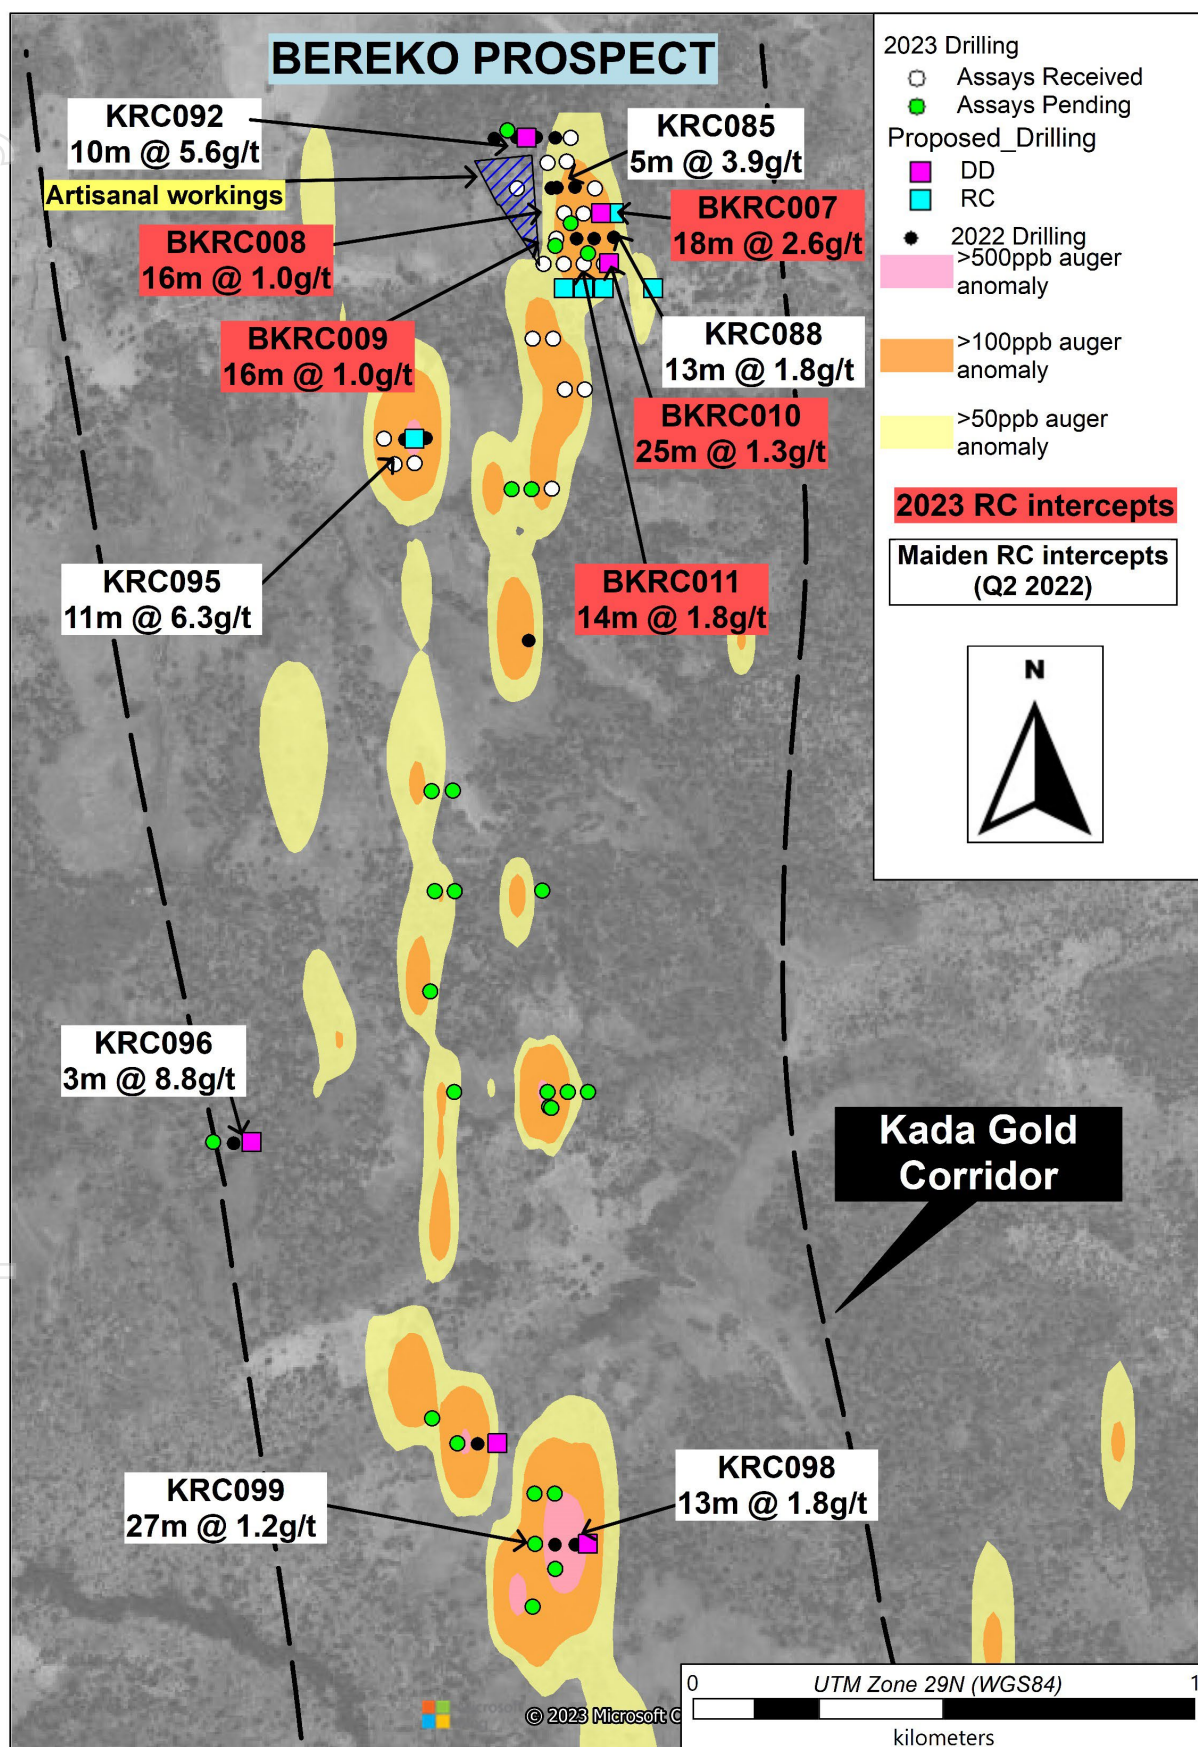 BEREKO PROSPECT
KRC092
10m @ 5.6g/t
Artisanal workings
KRC085
5m @ 3.9g/t
BKRC007
18m @ 2.6g/t
BKRC008
16m @ 1.0g/t
BKRC009
16m @ 1.0g/t
KRC088
13m @ 1.8g/t
BKRC010
25m @ 1.3g/t
KRC095
11m @ 6.3g/t
BKRC011
14m @ 1.8g/t
KRC096
3m @ 8.8g/t
Kada Gold
Corridor
KRC099
27m @ 1.2g/t
KRC098
13m @ 1.8g/t
2023 Drilling
Assays Received
Assays Pending
Proposed_Drilling
DD
RC
2022 Drilling
>500ppb auger
anomaly
>100ppb auger
anomaly
>50ppb auger
anomaly
2023 RC intercepts
Maiden RC intercepts
(Q2 2022)
N
© 2023 Microsoft C
0 UTM Zone 29N (WGS84) 1
kilometers